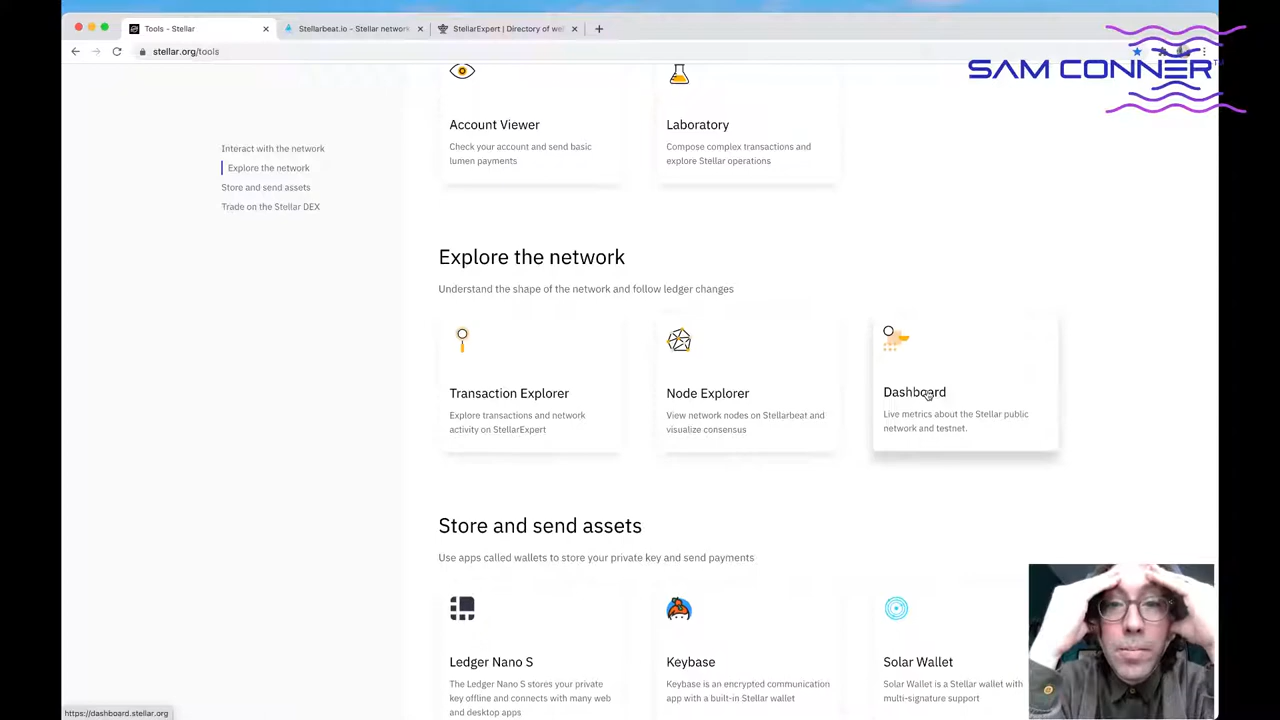 Tools - Stellar
Stellarbeat.io - Stellar network
StellarExpert | Directory of we
stellar.org/tools
SAM CONNER™
Account Viewer
Check your account and send basic
lumen payments
Laboratory
Compose complex transactions and
explore Stellar operations
Interact with the network
Explore the network
Store and send assets
Trade on the Stellar DEX
Explore the network
Understand the shape of the network and follow ledger changes
Transaction Explorer
Explore transactions and network
activity on StellarExpert
Node Explorer
View network nodes on Stellarbeat and
visualize consensus
Dashboard
Live metrics about the Stellar public
network and testnet.
Store and send assets
Use apps called wallets to store your private key and send payments
Ledger Nano S
The Ledger Nano S stores your private
key offline and connects with many web
and desktop apps
Keybase
Keybase is an encrypted communication
app with a built-in Stellar wallet
Solar Wallet
Solar Wallet is a Stellar wallet with
multi-signature support
https://dashboard.stellar.org